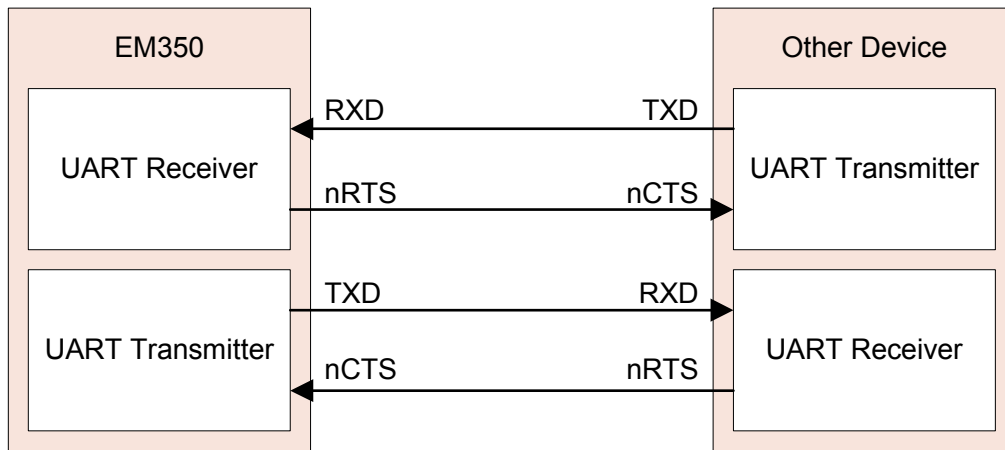 EM350
Other Device
RXD
TXD
UART Receiver
UART Transmitter
nRTS
nCTS
TXD
RXD
UART Transmitter
UART Receiver
nCTS
nRTS